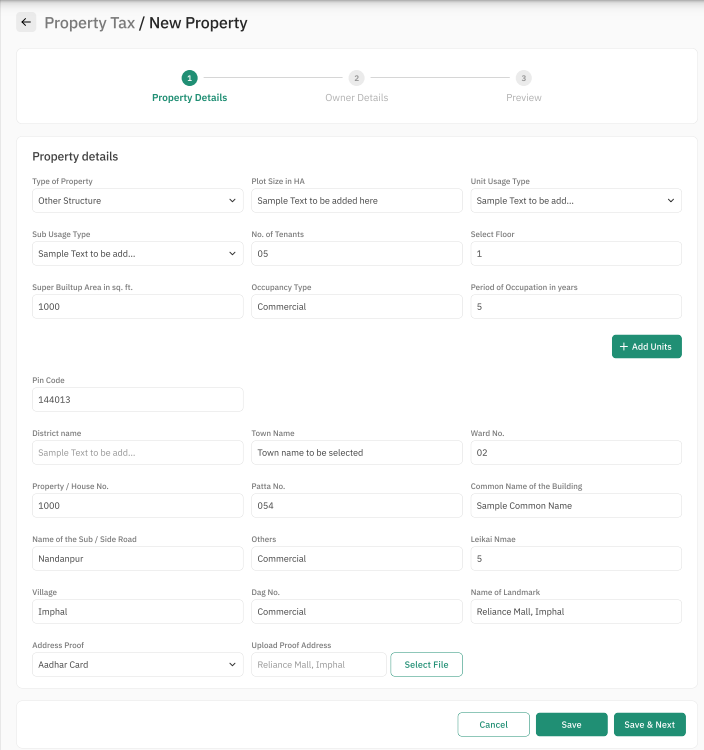 Property Tax / New Property
1 2 3
Property Details Owner Details Preview
Property details
Type of Property Plot Size in HA Unit Usage Type
Other Structure Sample Text to be added here Sample Text to be add...
Sub Usage Type No. of Tenants Select Floor
Sample Text to be add... 05 1
Super Builtup Area in sq. ft. Occupancy Type Period of Occupation in years
1000 Commercial 5
+ Add Units
Pin Code
144013
District name Town Name Ward No.
Sample Text to be add... Town name to be selected 02
Property / House No. Patta No. Common Name of the Building
1000 054 Sample Common Name
Name of the Sub / Side Road Others Leikai Nmae
Nandanpur Commercial 5
Village Dag No. Name of Landmark
Imphal Commercial Reliance Mall, Imphal
Address Proof Upload Proof Address
Aadhar Card Reliance Mall, Imphal Select File
Cancel Save Save & Next